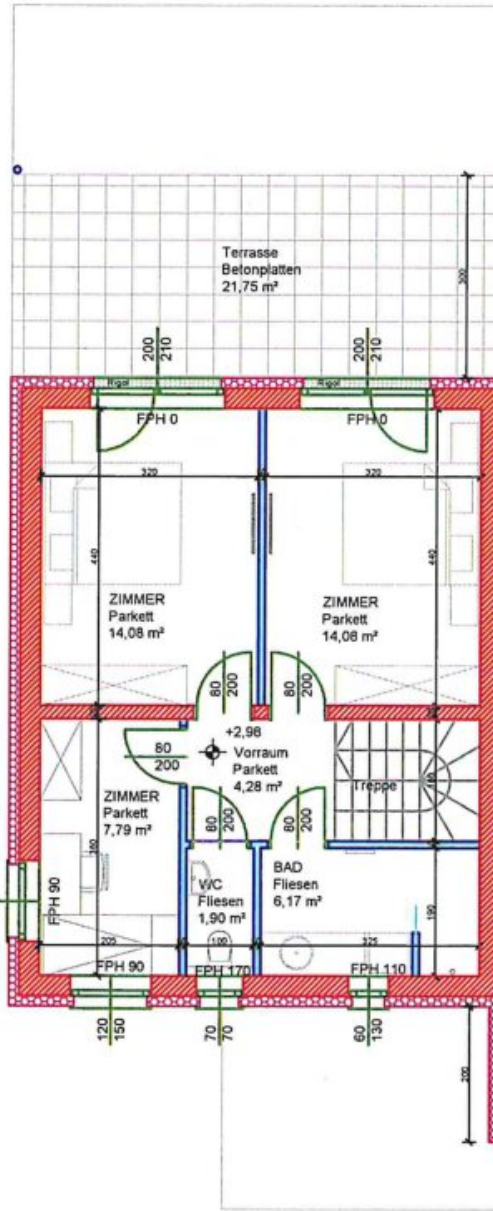 Terrasse
Betonplatten
21,75 m²
300
200
210
200
210
Rigol
Rigol
FPH 0
FPH 0
320
320
440
440
ZIMMER
Parkett
14,08 m²
ZIMMER
Parkett
14,08 m²
80
200
80
200
+2,98
Vorraum
Parkett
4,28 m²
80
200
Treppe
ZIMMER
Parkett
7,79 m²
80
200
80
200
WC
Fliesen
1,90 m²
BAD
Fliesen
6,17 m²
190
FPH 90
205
325
FPH 90
FPH 170
FPH 110
120
150
70
70
60
130
200